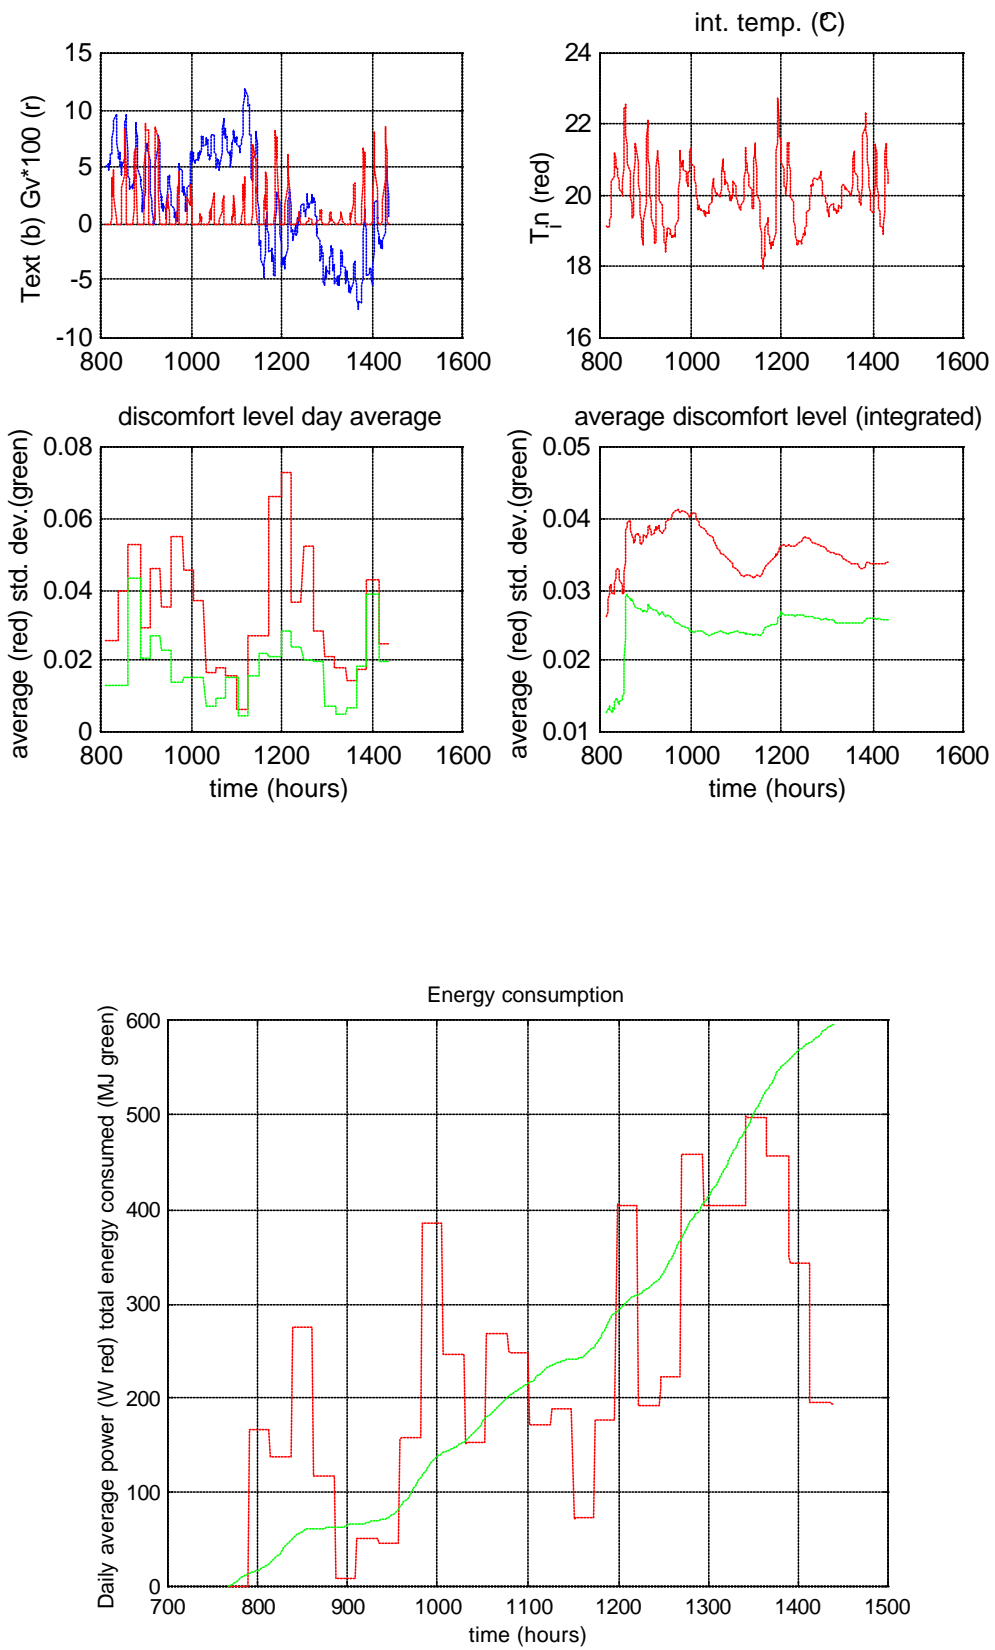 int. temp. (°C)
15
10
5
0
-5
-10
Text (b) Gv*100 (r)
800 1000 1200 1400 1600
24
22
20
18
16
T.in (red)
800 1000 1200 1400 1600
discomfort level day average
0.08
0.06
0.04
0.02
0
average (red) std. dev.(green)
800 1000 1200 1400 1600
time (hours)
average discomfort level (integrated)
0.05
0.04
0.03
0.02
0.01
average (red) std. dev.(green)
800 1000 1200 1400 1600
time (hours)
Energy consumption
600
500
400
300
200
100
0
Daily average power (W red) total energy consumed (MJ green)
700 800 900 1000 1100 1200 1300 1400 1500
time (hours)